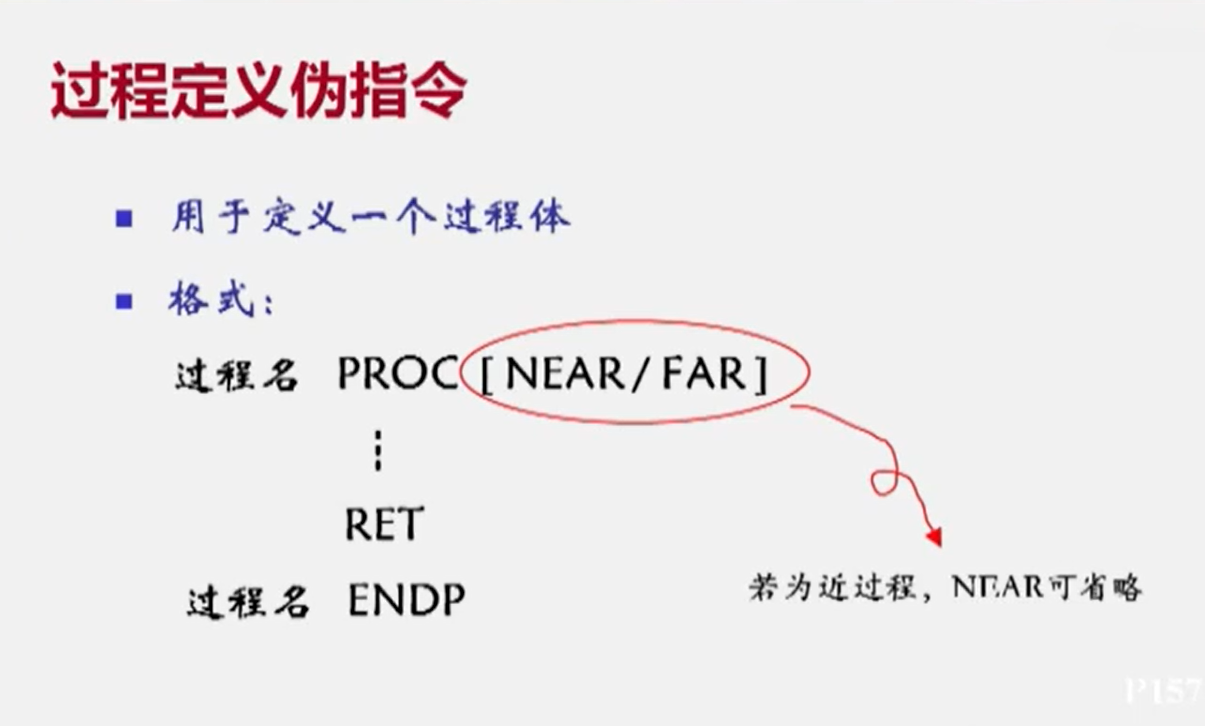 过程定义伪指令
用于定义一个过程体
格式：
过程名 PROC [NEAR/FAR]
RET
过程名 ENDP
若为近过程，NEAR可省略
P157